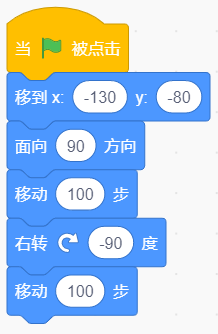 当 被点击
移到 x: -130 y: -80
面向 90 方向
移动 100 步
右转 -90 度
移动 100 步